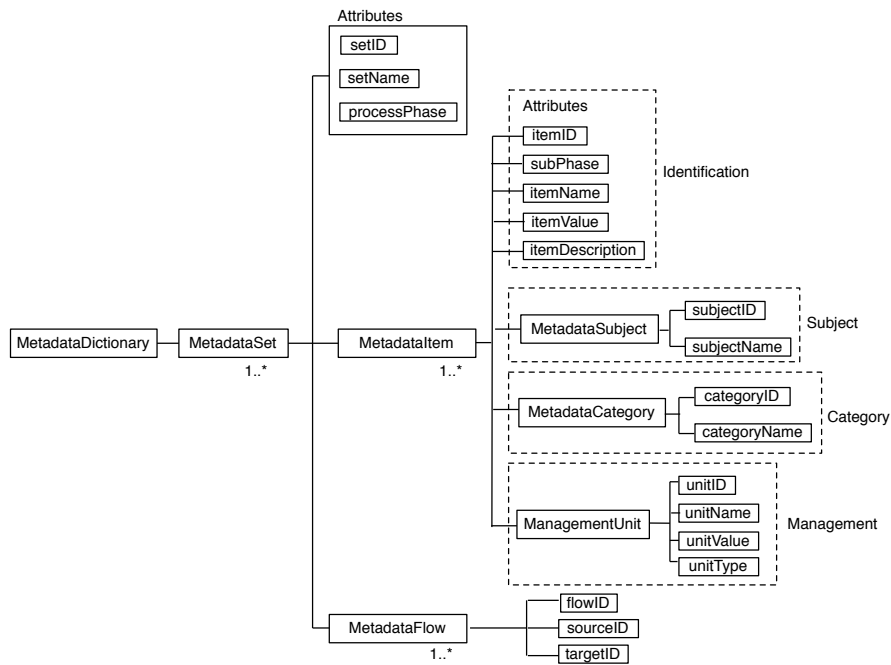 Attributes
setID
setName
processPhase
Attributes
itemID
subPhase
itemName
itemValue
itemDescription
Identification
MetadataDictionary
MetadataSet
1..*
MetadataItem
1..*
MetadataSubject
subjectID
subjectName
Subject
MetadataCategory
categoryID
categoryName
Category
ManagementUnit
unitID
unitName
unitValue
unitType
Management
MetadataFlow
1..*
flowID
sourceID
targetID